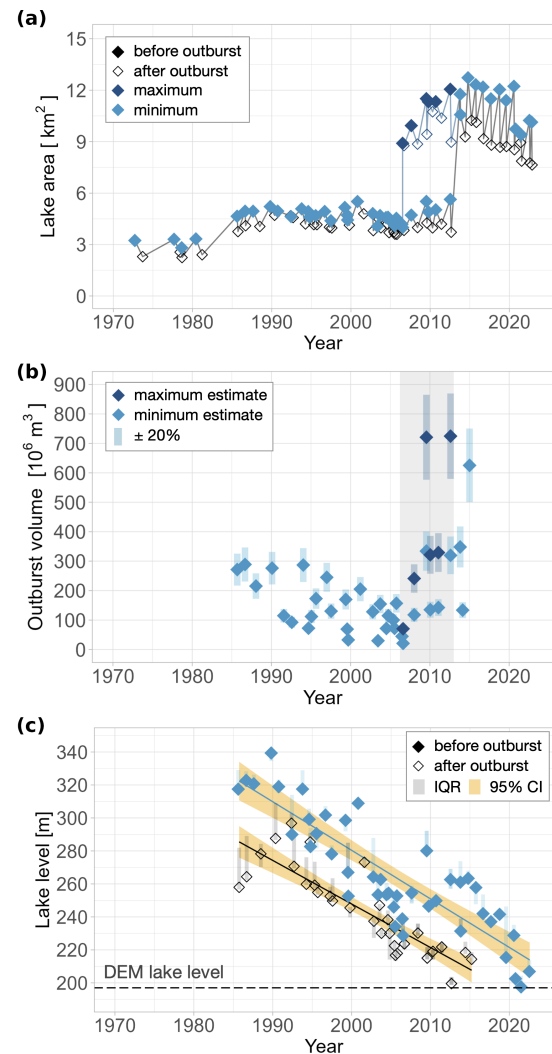 (a)
Lake area [ km²]
15
12
9
6
3
0
before outburst
after outburst
maximum
minimum
1970 1980 1990 2000 2010 2020
Year
(b)
Outburst volume [10⁶ m³]
900
800
700
600
500
400
300
200
100
0
maximum estimate
minimum estimate
± 20%
1970 1980 1990 2000 2010 2020
Year
(c)
Lake level [m]
340
320
300
280
260
240
220
200
before outburst
after outburst
IQR 95% CI
DEM lake level
1970 1980 1990 2000 2010 2020
Year